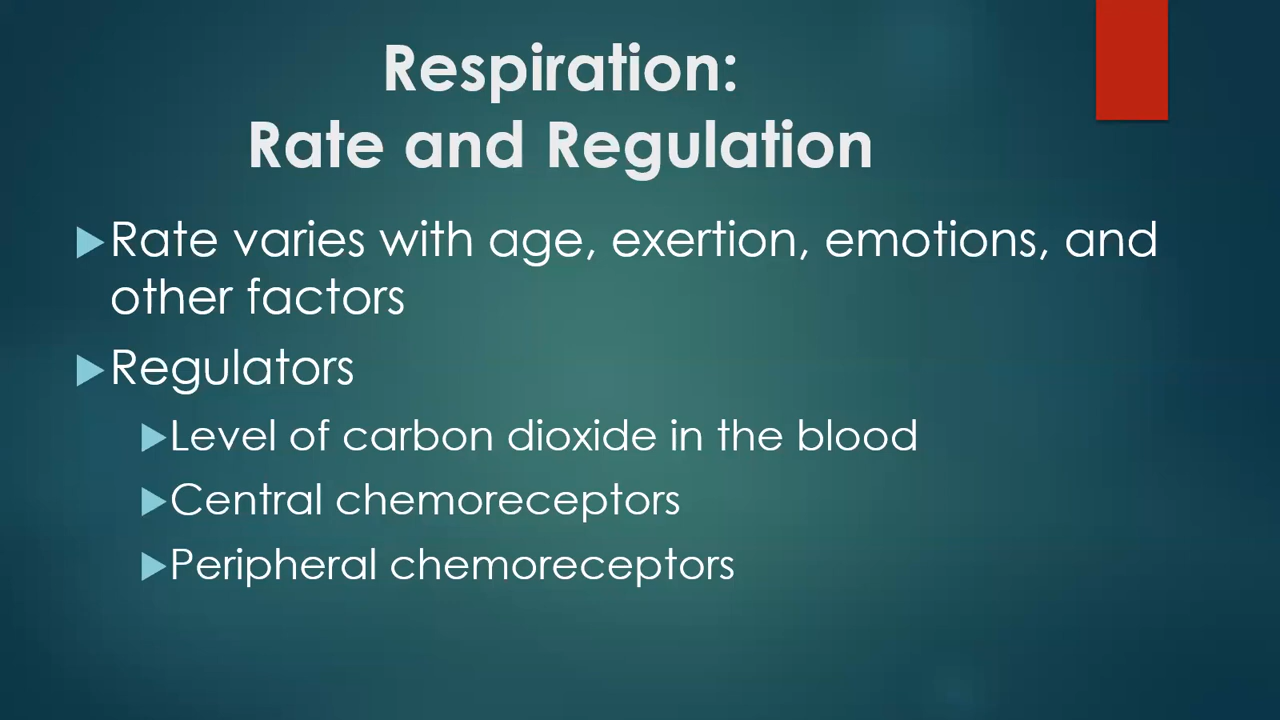 Respiration:
Rate and Regulation
Rate varies with age, exertion, emotions, and
other factors
Regulators
Level of carbon dioxide in the blood
Central chemoreceptors
Peripheral chemoreceptors